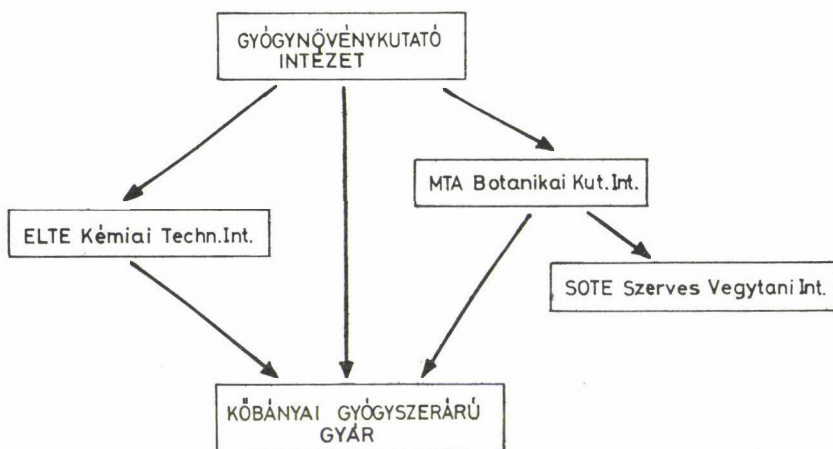 GYÓGYNÖVÉNYKUTATÓ
INTÉZET
MTA Botanikai Kut.Int.
ELTE Kémiai Techn.Int.
SOTE Szerves Vegytani Int.
KŐBÁNYAI GYÓGYSZERÁRÚ
GYÁR